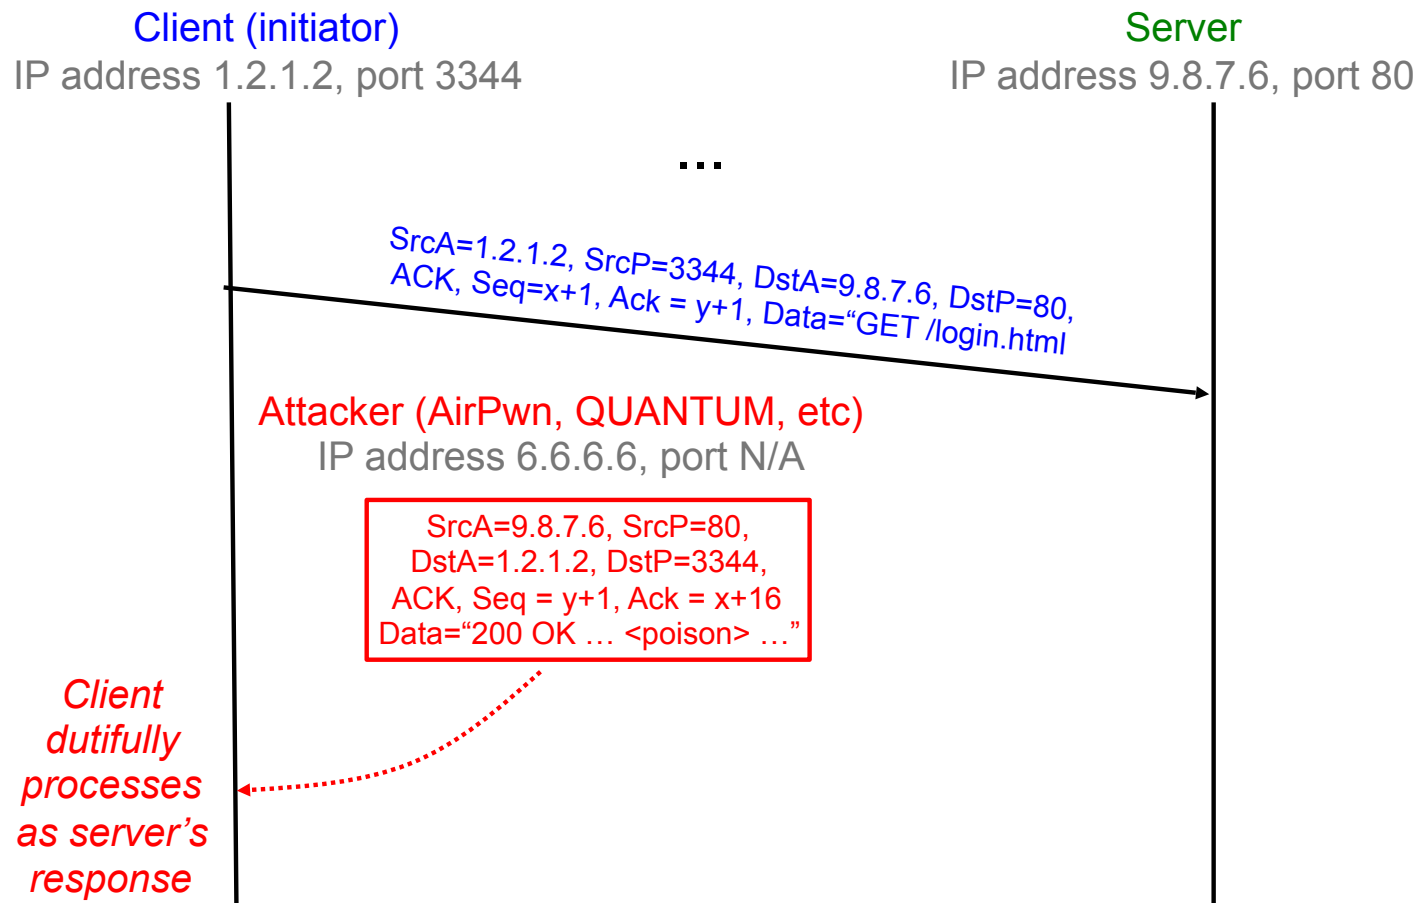 Client (initiator)
IP address 1.2.1.2, port 3344
Server
IP address 9.8.7.6, port 80
...
SrcA=1.2.1.2, SrcP=3344, DstA=9.8.7.6, DstP=80,
ACK, Seq=x+1, Ack = y+1, Data=“GET /login.html
Attacker (AirPwn, QUANTUM, etc)
IP address 6.6.6.6, port N/A
SrcA=9.8.7.6, SrcP=80,
DstA=1.2.1.2, DstP=3344,
ACK, Seq = y+1, Ack = x+16
Data=“200 OK … <poison> …”
Client
dutifully
processes
as server’s
response